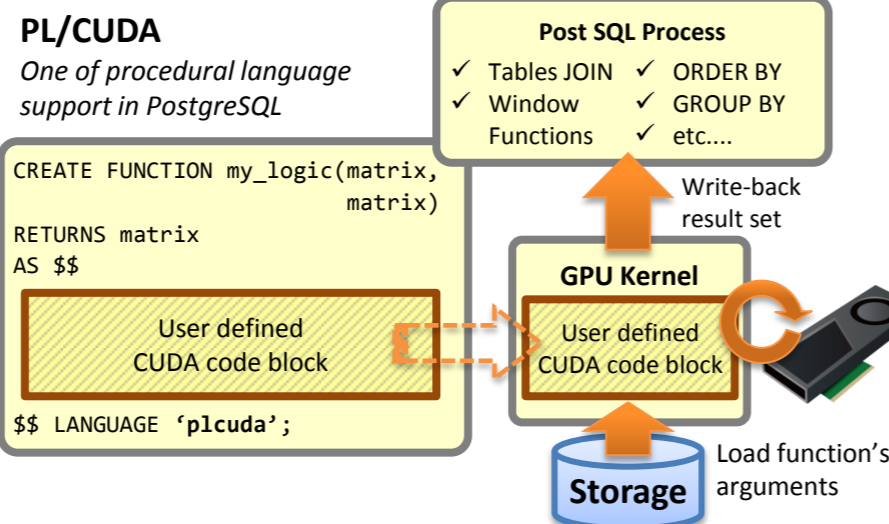 PL/CUDA
One of procedural language
support in PostgreSQL
CREATE FUNCTION my_logic(matrix,
matrix)
RETURNS matrix
AS $$
User defined
CUDA code block
$$ LANGUAGE ‘plcuda’;
Post SQL Process
✓ Tables JOIN ✓ ORDER BY
✓ Window ✓ GROUP BY
Functions ✓ etc....
Write-back
result set
GPU Kernel
User defined
CUDA code block
Storage
Load function’s
arguments